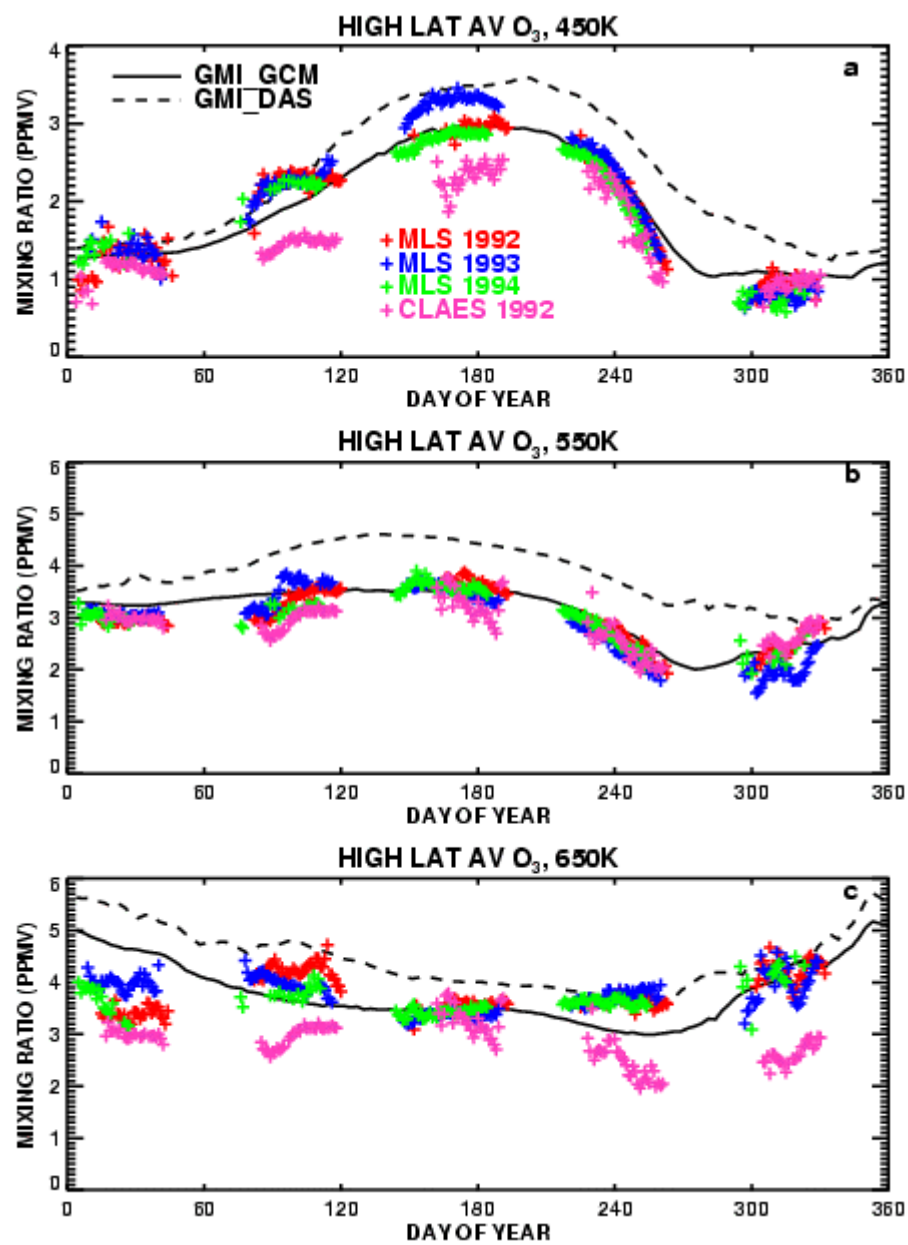 HIGH LAT AV O3, 450K
a
GMI_GCM
GMI_DAS
MLS 1992
MLS 1993
MLS 1994
CLAES 1992
MIXING RATIO (PPMV)
4
3
2
1
0
0 60 120 180 240 300 360
DAY OF YEAR
HIGH LAT AV O3, 550K
b
MIXING RATIO (PPMV)
6
5
4
3
2
1
0
0 60 120 180 240 300 360
DAY OF YEAR
HIGH LAT AV O3, 650K
c
MIXING RATIO (PPMV)
6
5
4
3
2
1
0
0 60 120 180 240 300 360
DAY OF YEAR